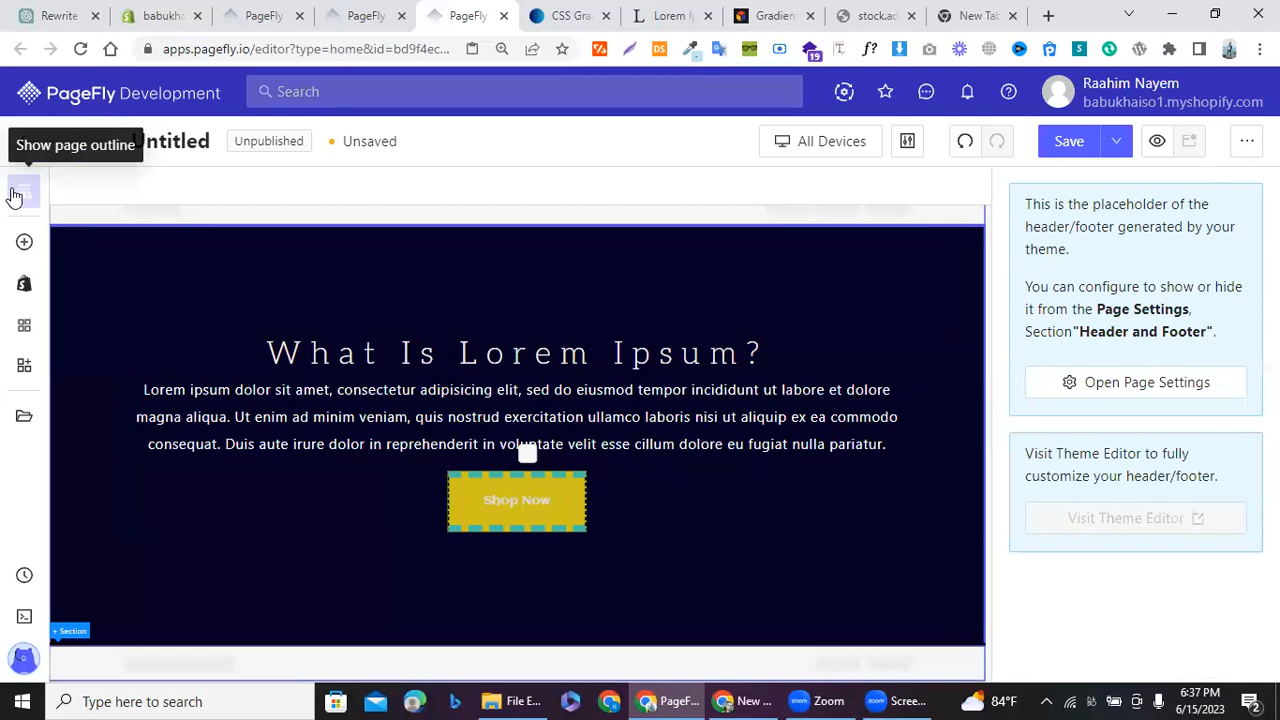 Rewrite
babukh
PageFly
PageFly
PageFly
CSS Gra
Lorem I
Gradien
stock.ad
New Tab
apps.pagefly.io/editor?type=home&id=bd9f4ec...
19
PageFly Development
Search
Raahim Nayem
babukhaiso1.myshopify.com
Show page outline
Untitled
Unpublished
Unsaved
All Devices
Save
This is the placeholder of the
header/footer generated by your
theme.
You can configure to show or hide
it from the Page Settings,
Section"Header and Footer".
Open Page Settings
Visit Theme Editor to fully
customize your header/footer.
Visit Theme Editor
What Is Lorem Ipsum?
Lorem ipsum dolor sit amet, consectetur adipisicing elit, sed do eiusmod tempor incididunt ut labore et dolore
magna aliqua. Ut enim ad minim veniam, quis nostrud exercitation ullamco laboris nisi ut aliquip ex ea commodo
consequat. Duis aute irure dolor in reprehenderit in voluptate velit esse cillum dolore eu fugiat nulla pariatur.
Shop Now
+ Section
Type here to search
File E...
PageF...
New ...
Zoom
Scree...
84°F
6:37 PM
6/15/2023
2